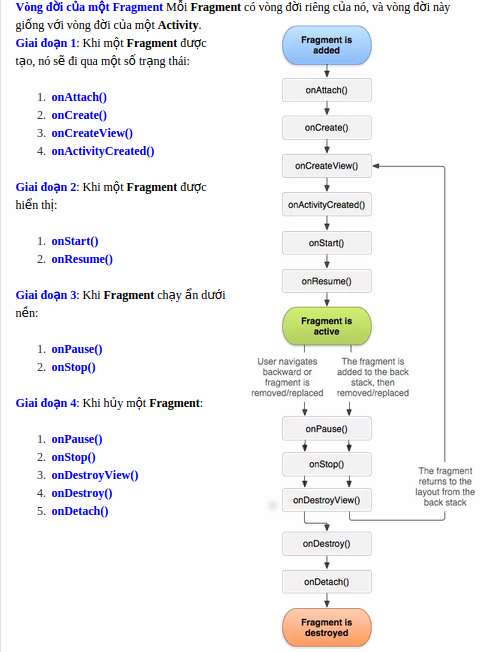 Vòng đời của một Fragment Mỗi Fragment có vòng đời riêng của nó, và vòng đời này
giống với vòng đời của một Activity.
Giai đoạn 1: Khi một Fragment được
tạo, nó sẽ đi qua một số trạng thái:
1. onAttach()
2. onCreate()
3. onCreateView()
4. onActivityCreated()
Giai đoạn 2: Khi một Fragment được
hiển thị:
1. onStart()
2. onResume()
Giai đoạn 3: Khi Fragment chạy ẩn dưới
nền:
1. onPause()
2. onStop()
Giai đoạn 4: Khi hủy một Fragment:
1. onPause()
2. onStop()
3. onDestroyView()
4. onDestroy()
5. onDetach()
Fragment is
added
onAttach()
onCreate()
onCreateView()
onActivityCreated()
onStart()
onResume()
Fragment is
active
User navigates
backward or
fragment is
removed/replaced
The fragment is
added to the back
stack, then
removed/replaced
onPause()
onStop()
onDestroyView()
The fragment
returns to the
layout from the
back stack
onDestroy()
onDetach()
Fragment is
destroyed